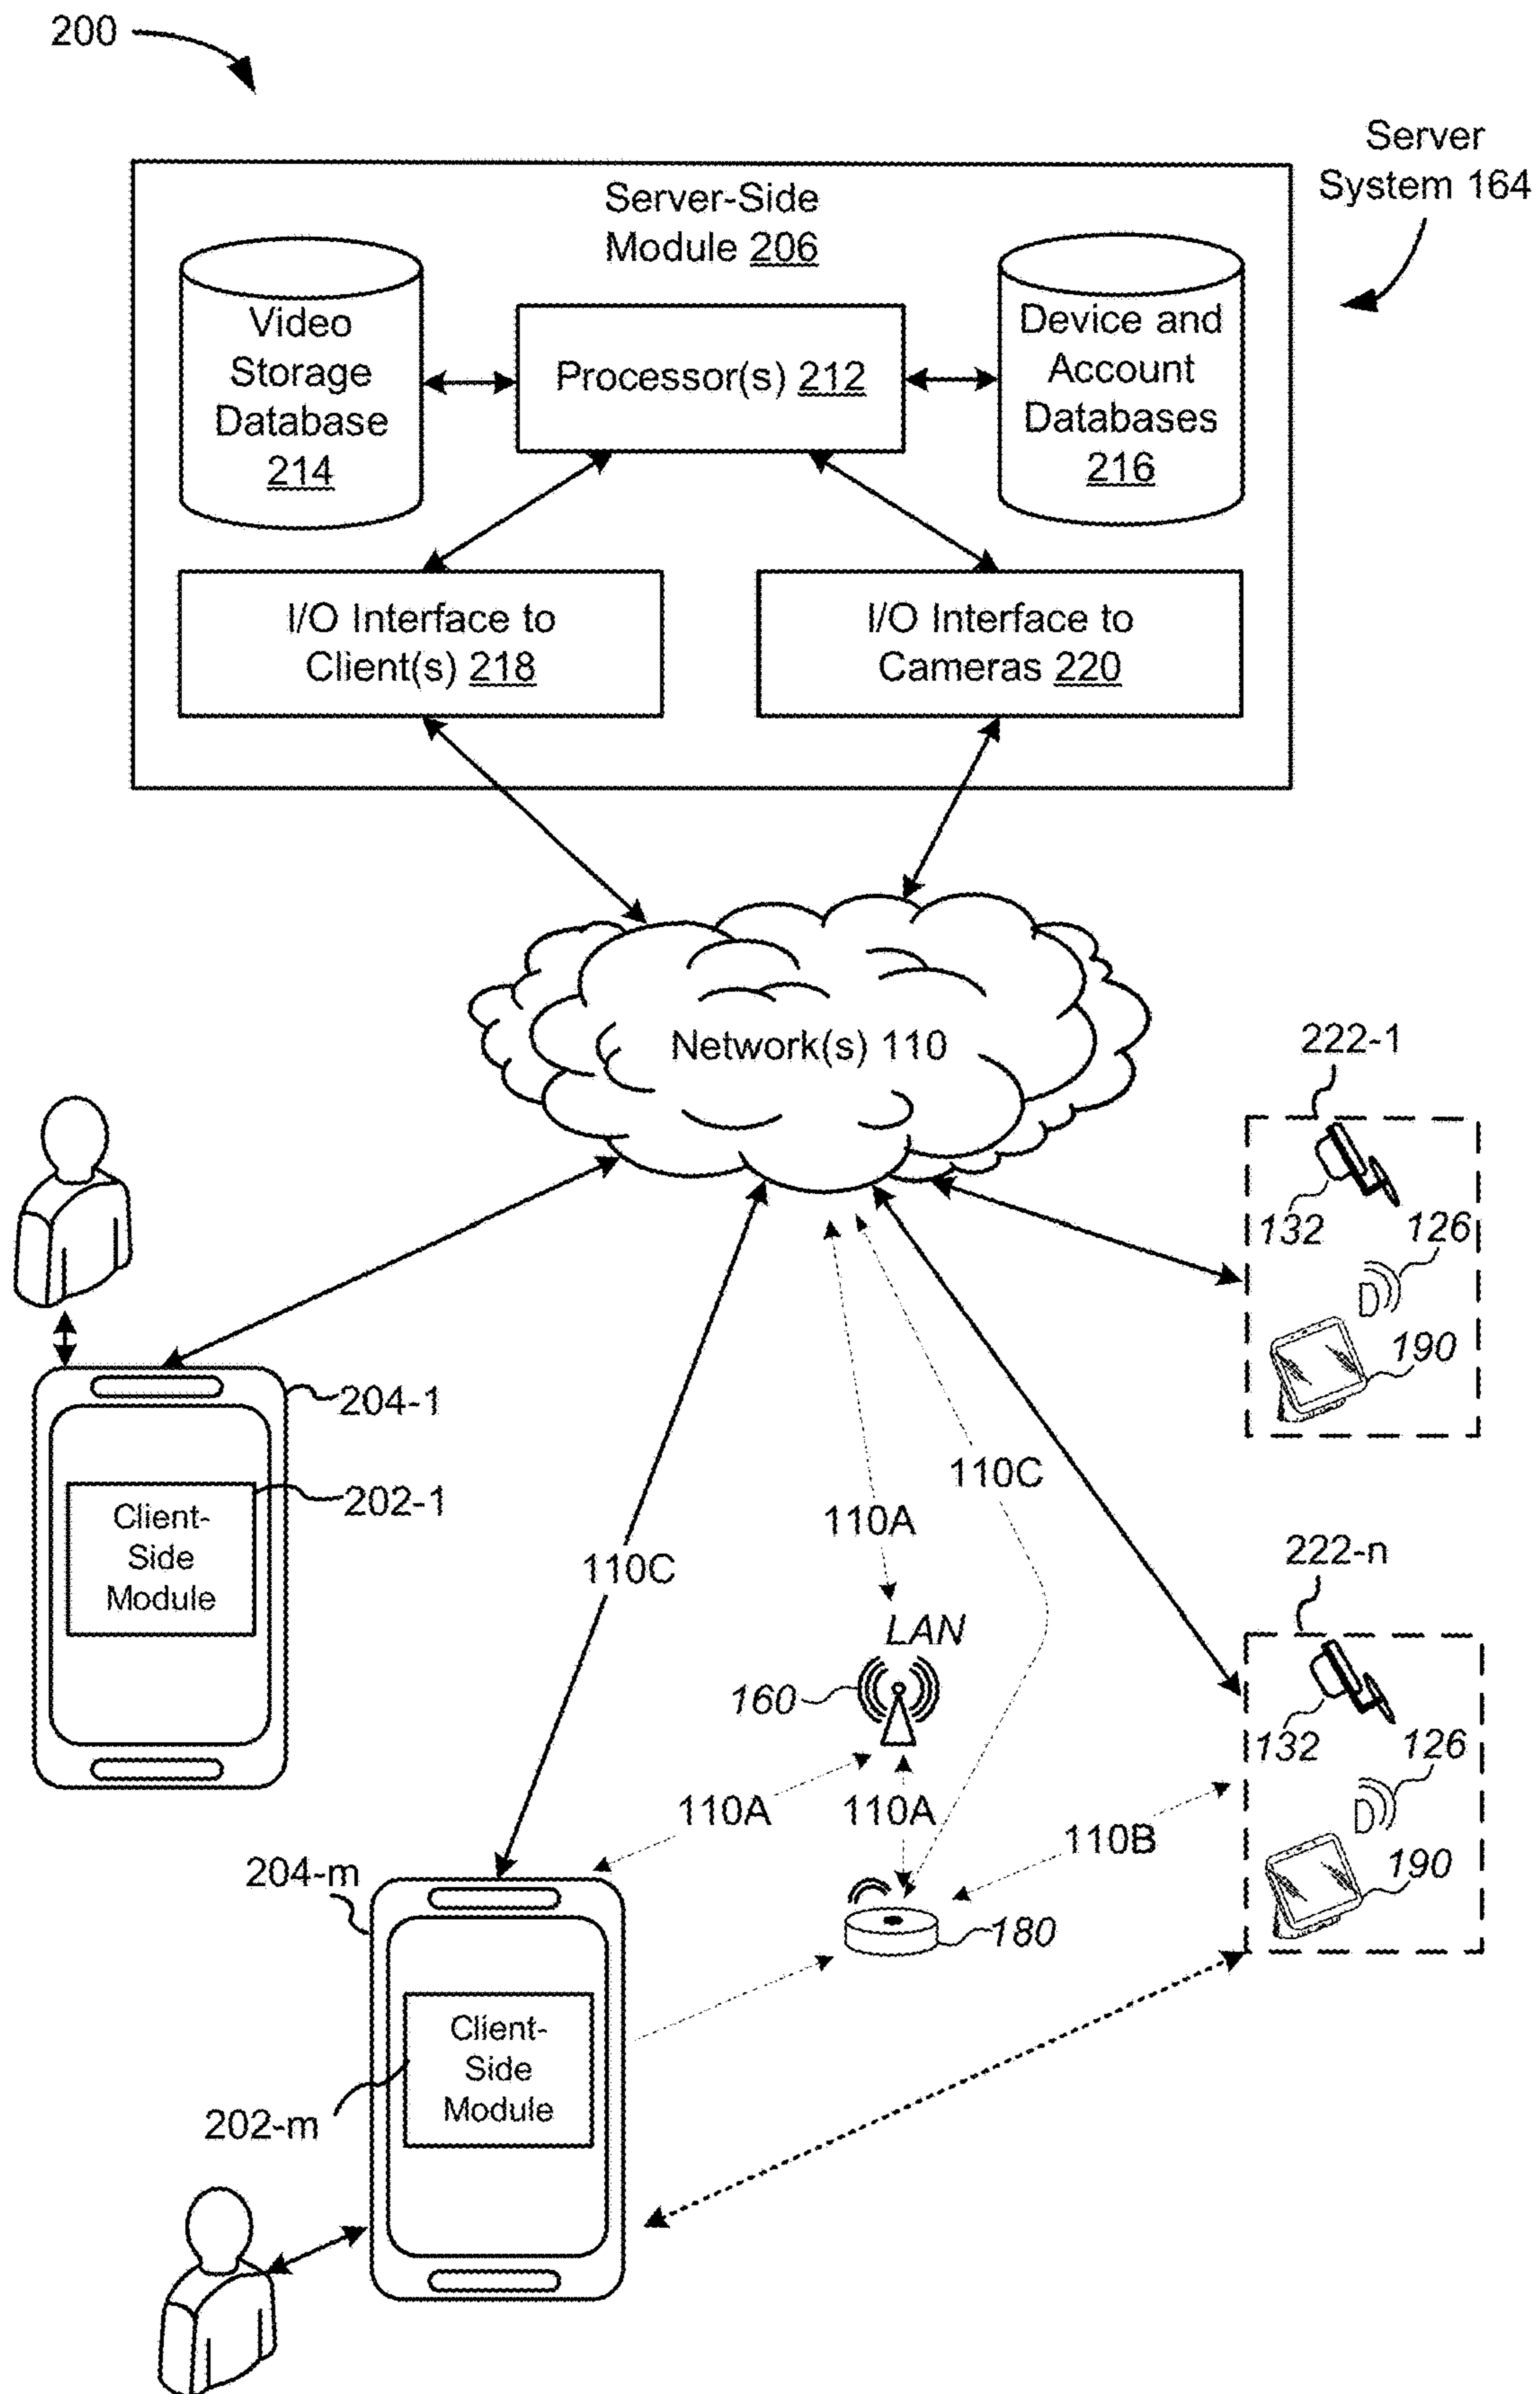 200
Server
System 164
Server-Side
Module 206
Video
Storage
Database
214
Processor(s) 212
Device and
Account
Databases
216
I/O Interface to
Client(s) 218
I/O Interface to
Cameras 220
Network(s) 110
222-1
132
126
190
204-1
202-1
Client-
Side
Module
110C
110A
110C
LAN
160
110A
110A
110B
180
222-n
132
126
190
204-m
Client-
Side
Module
202-m